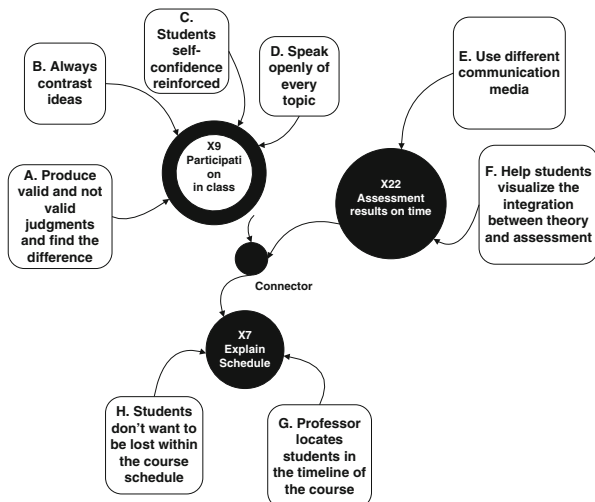 C.
Students
self-
confidence
reinforced
B. Always
contrast
ideas
D. Speak
openly of
every
topic
E. Use different
communication
media
X9
Participati
on
in class
A. Produce
valid and not
valid
judgments
and find the
difference
X22
Assessment
results on time
F. Help students
visualize the
integration
between theory
and assessment
Connector
X7
Explain
Schedule
H. Students
don't want to
be lost within
the course
schedule
G. Professor
locates
students in
the timeline of
the course